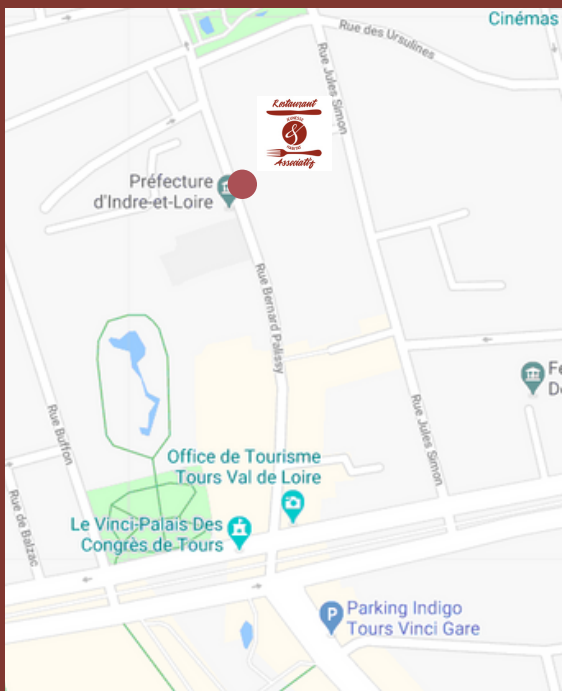 Cinémas
Rue des Ursulines
Rue Jules Simon
Restaurant
&
Associatif
Préfecture
d'Indre-et-Loire
Rue Bernard Palissy
Rue Buffon
Rue Jules Simon
Rue de Balzac
Office de Tourisme
Tours Val de Loire
Le Vinci-Palais Des
Congrès de Tours
P
Parking Indigo
Tours Vinci Gare